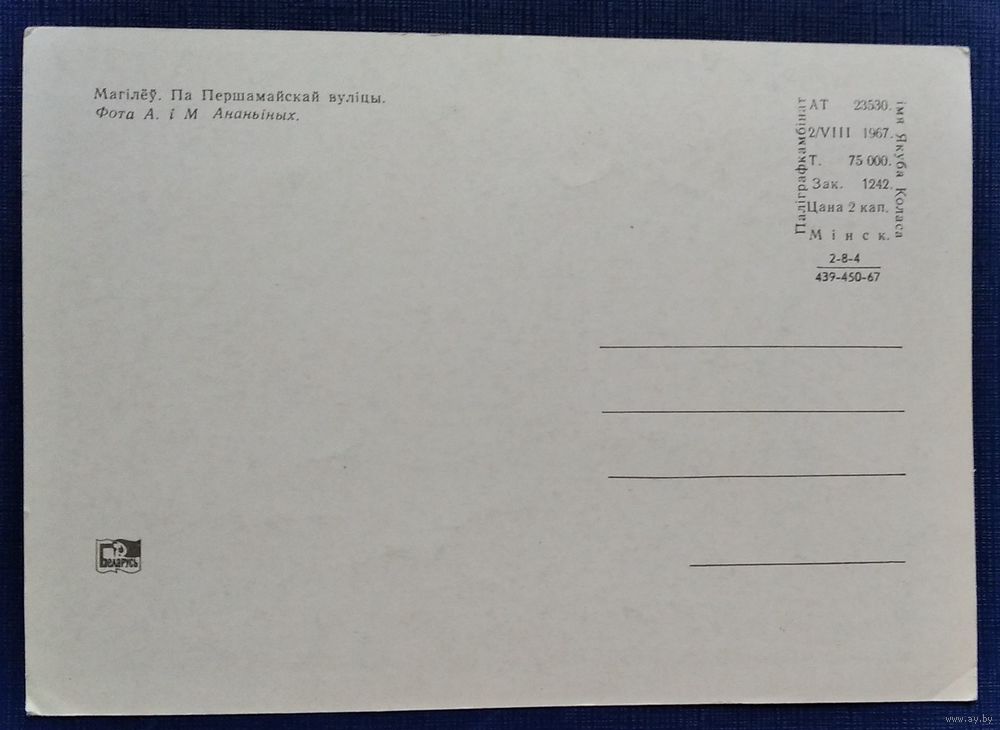 Магілёў. Па Першамайскай вуліцы.
Фота А. і М Ананьіных.
Паліграфкамбінат
АТ 23530.
2/VIII 1967.
Т. 75 000.
Зак. 1242.
Цана 2 кап.
Мінск.
імя Якуба Коласа
2-8-4
439-450-67
Беларусь
www.ay.by